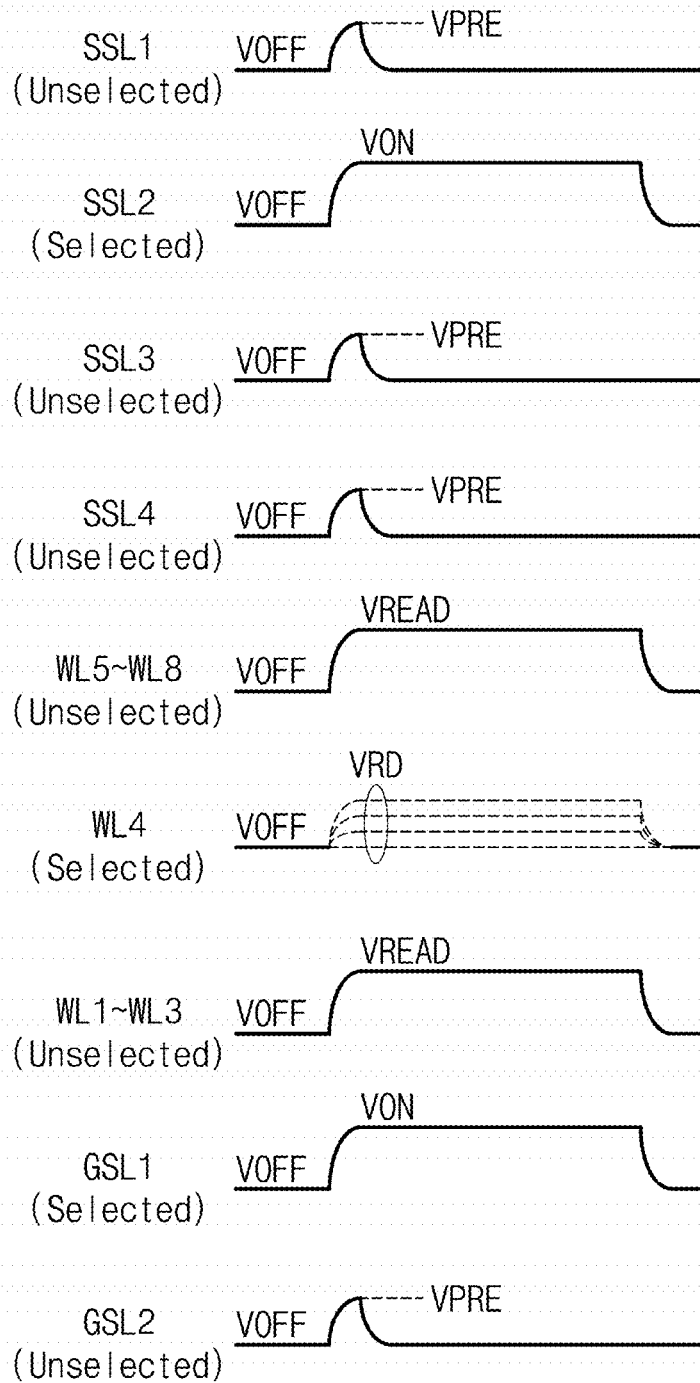 SSL1
(Unselected)
VOFF
VPRE
SSL2
(Selected)
VOFF
VON
SSL3
(Unselected)
VOFF
VPRE
SSL4
(Unselected)
VOFF
VPRE
WL5~WL8
(Unselected)
VOFF
VREAD
WL4
(Selected)
VOFF
VRD
WL1~WL3
(Unselected)
VOFF
VREAD
GSL1
(Selected)
VOFF
VON
GSL2
(Unselected)
VOFF
VPRE